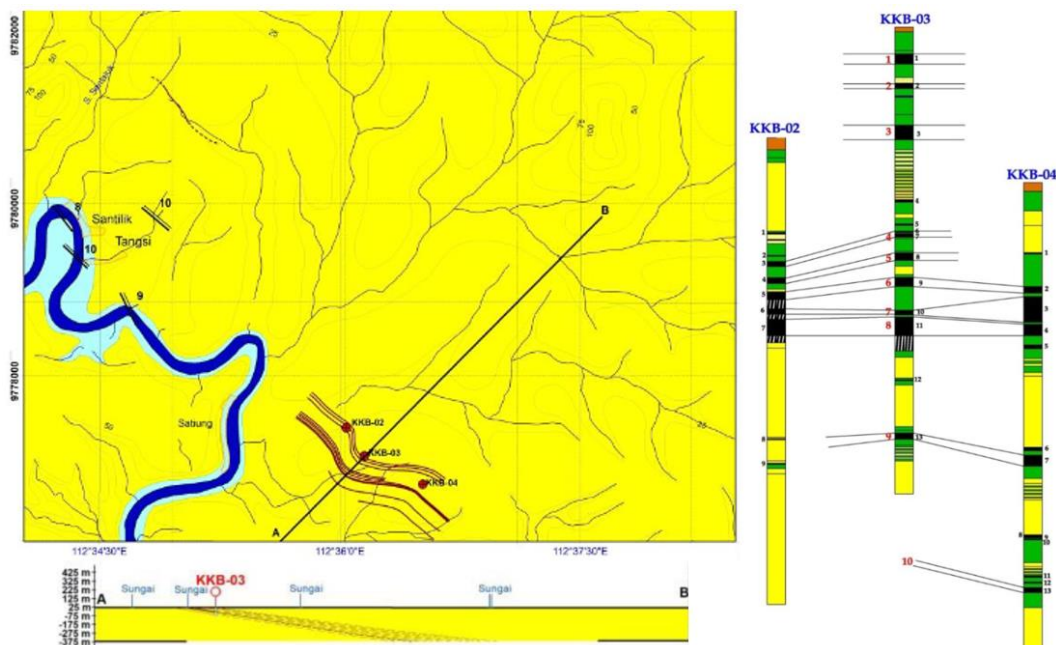 9782000
9780000
9778000
25
50
75
100
S. Santasa
8
Santilik
10
Tangsi
10
9
Sabung
50
75
100
50
25
B
KKB-02
KKB-03
KKB-04
A
112°34'30"E
112°36'0"E
112°37'30"E
425 m
325 m
225 m
125 m
25 m
-75 m
-175 m
-275 m
-375 m
A
Sungai
Sungai
KKB-03
Sungai
Sungai
B
KKB-02
1
2
3
4
5
6
7
8
9
KKB-03
1
1
2
2
3
3
4
5
6
4
7
5
8
6
9
7
10
8
11
12
9
13
10
KKB-04
1
2
3
4
5
6
7
8
9
10
11
12
13